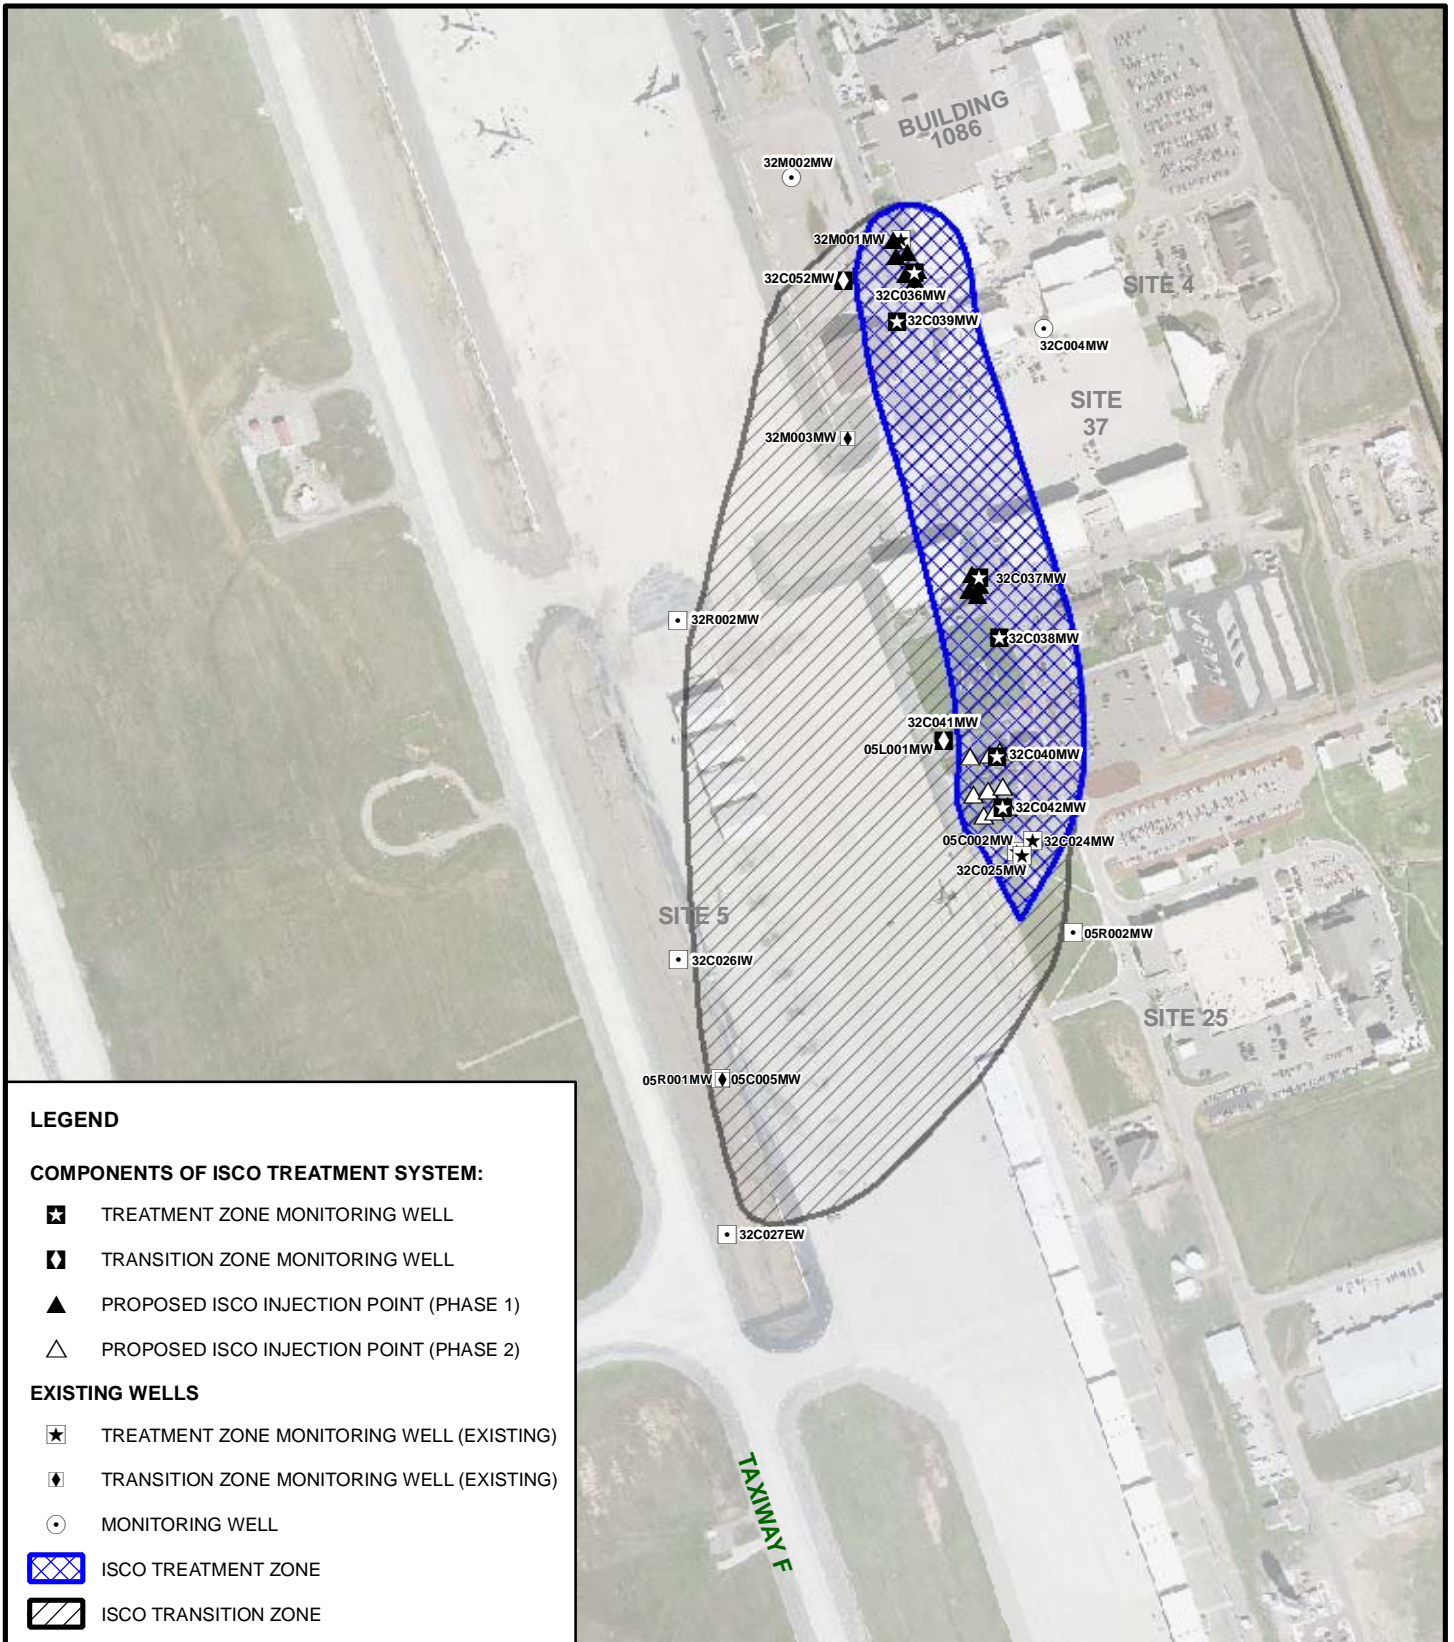 BUILDING
1086
32M002MW
32M001MW
32C052MW
32C036MW
32C039MW
SITE 4
32C004MW
SITE
37
32M003MW
32C037MW
32R002MW
32C038MW
32C041MW
05L001MW
32C040MW
32C042MW
05C002MW
32C024MW
32C025MW
SITE 5
05R002MW
32C026IW
SITE 25
05R001MW
05C005MW
32C027EW
TAXIWAY F
LEGEND
COMPONENTS OF ISCO TREATMENT SYSTEM:
TREATMENT ZONE MONITORING WELL
TRANSITION ZONE MONITORING WELL
PROPOSED ISCO INJECTION POINT (PHASE 1)
PROPOSED ISCO INJECTION POINT (PHASE 2)
EXISTING WELLS
TREATMENT ZONE MONITORING WELL (EXISTING)
TRANSITION ZONE MONITORING WELL (EXISTING)
MONITORING WELL
ISCO TREATMENT ZONE
ISCO TRANSITION ZONE